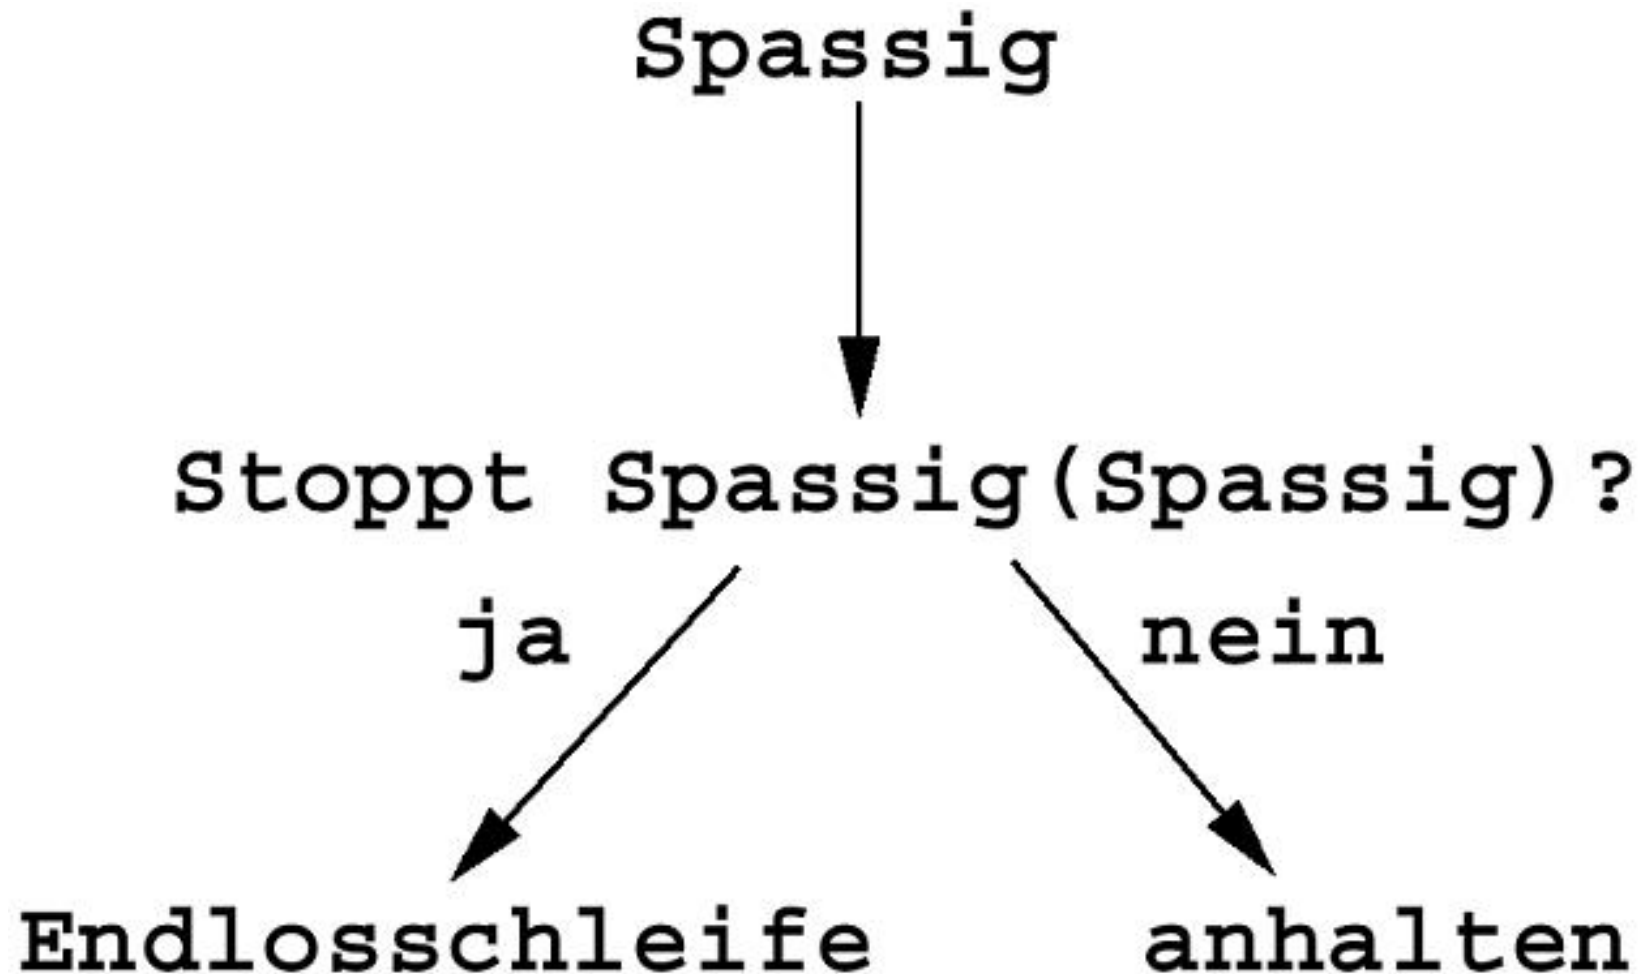 Spassig
Stoppt Spassig(Spassig)?
ja
nein
Endlosschleife
anhalten